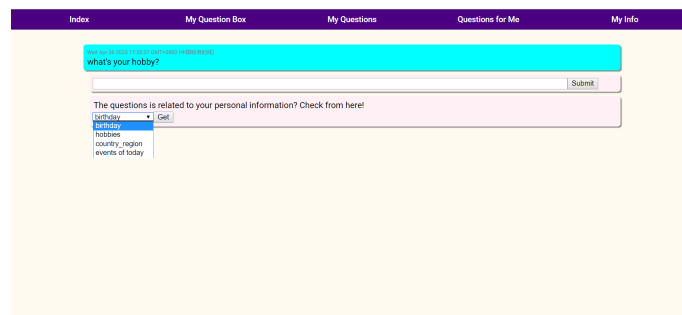 Index My Question Box My Questions Questions for Me My Info
what's your hobby?
Submit
The questions is related to your personal information? Check from here!
birthday Get
birthday
hobbies
country_region
events of today